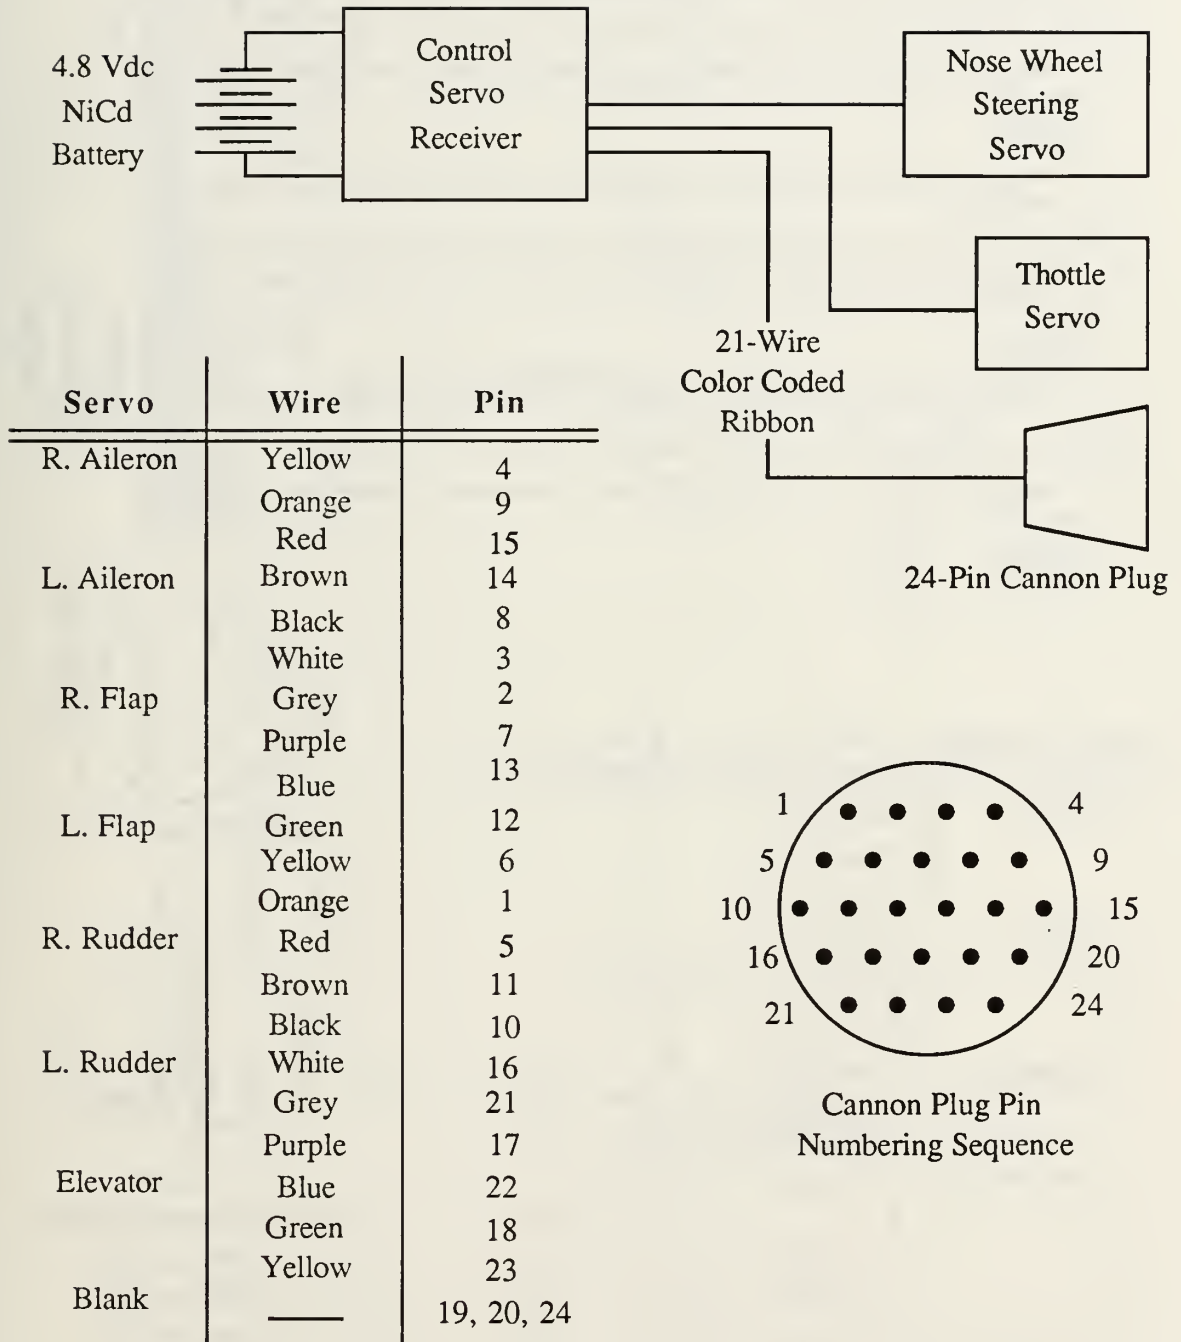 4.8 Vdc
NiCd
Battery
Control
Servo
Receiver
Nose Wheel
Steering
Servo
Thottle
Servo
21-Wire
Color Coded
Ribbon
24-Pin Cannon Plug
Servo Wire Pin
R. Aileron Yellow 4
Orange 9
Red 15
L. Aileron Brown 14
Black 8
White 3
R. Flap Grey 2
Purple 7
Blue 13
L. Flap Green 12
Yellow 6
Orange 1
R. Rudder Red 5
Brown 11
Black 10
L. Rudder White 16
Grey 21
Purple 17
Elevator Blue 22
Green 18
Yellow 23
Blank — 19, 20, 24
1 4
5 9
10 15
16 20
21 24
Cannon Plug Pin
Numbering Sequence